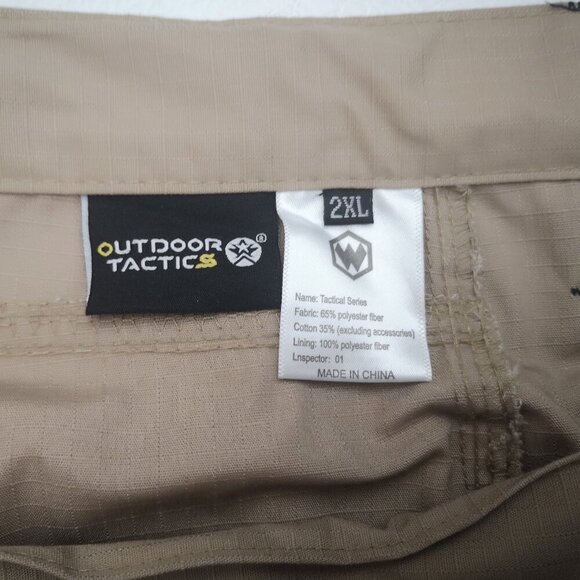 OUTDOOR
TACTICS ®
2XL
W
Name: Tactical Series
Fabric: 65% polyester fiber
Cotton 35% (excluding accessories)
Lining: 100% polyester fiber
Lnspector: 01
MADE IN CHINA